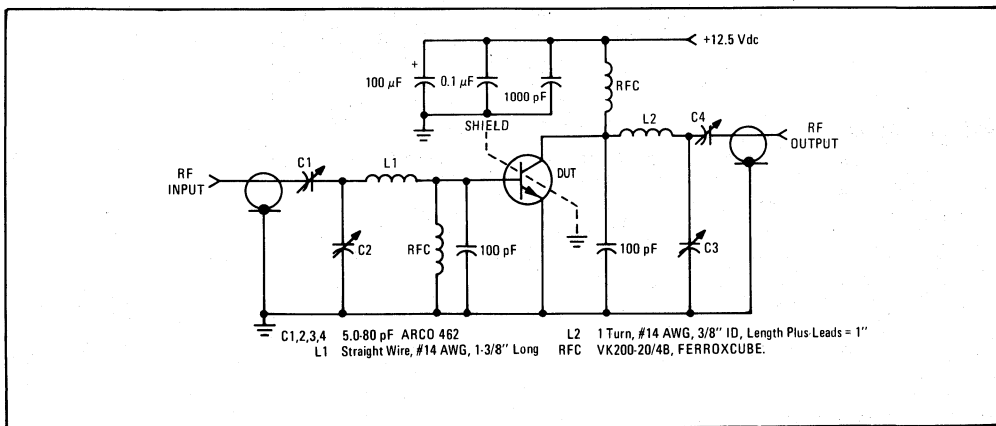 +12.5 Vdc
+
100 μF
0.1 μF
1000 pF
RFC
SHIELD
L2
C4
RF
OUTPUT
C1
L1
DUT
RF
INPUT
C2
RFC
100 pF
100 pF
C3
C1,2,3,4 5.0-80 pF ARCO 462
L1 Straight Wire, #14 AWG, 1-3/8" Long
L2 1 Turn, #14 AWG, 3/8" ID, Length Plus Leads = 1"
RFC VK200-20/4B, FERROXCUBE.